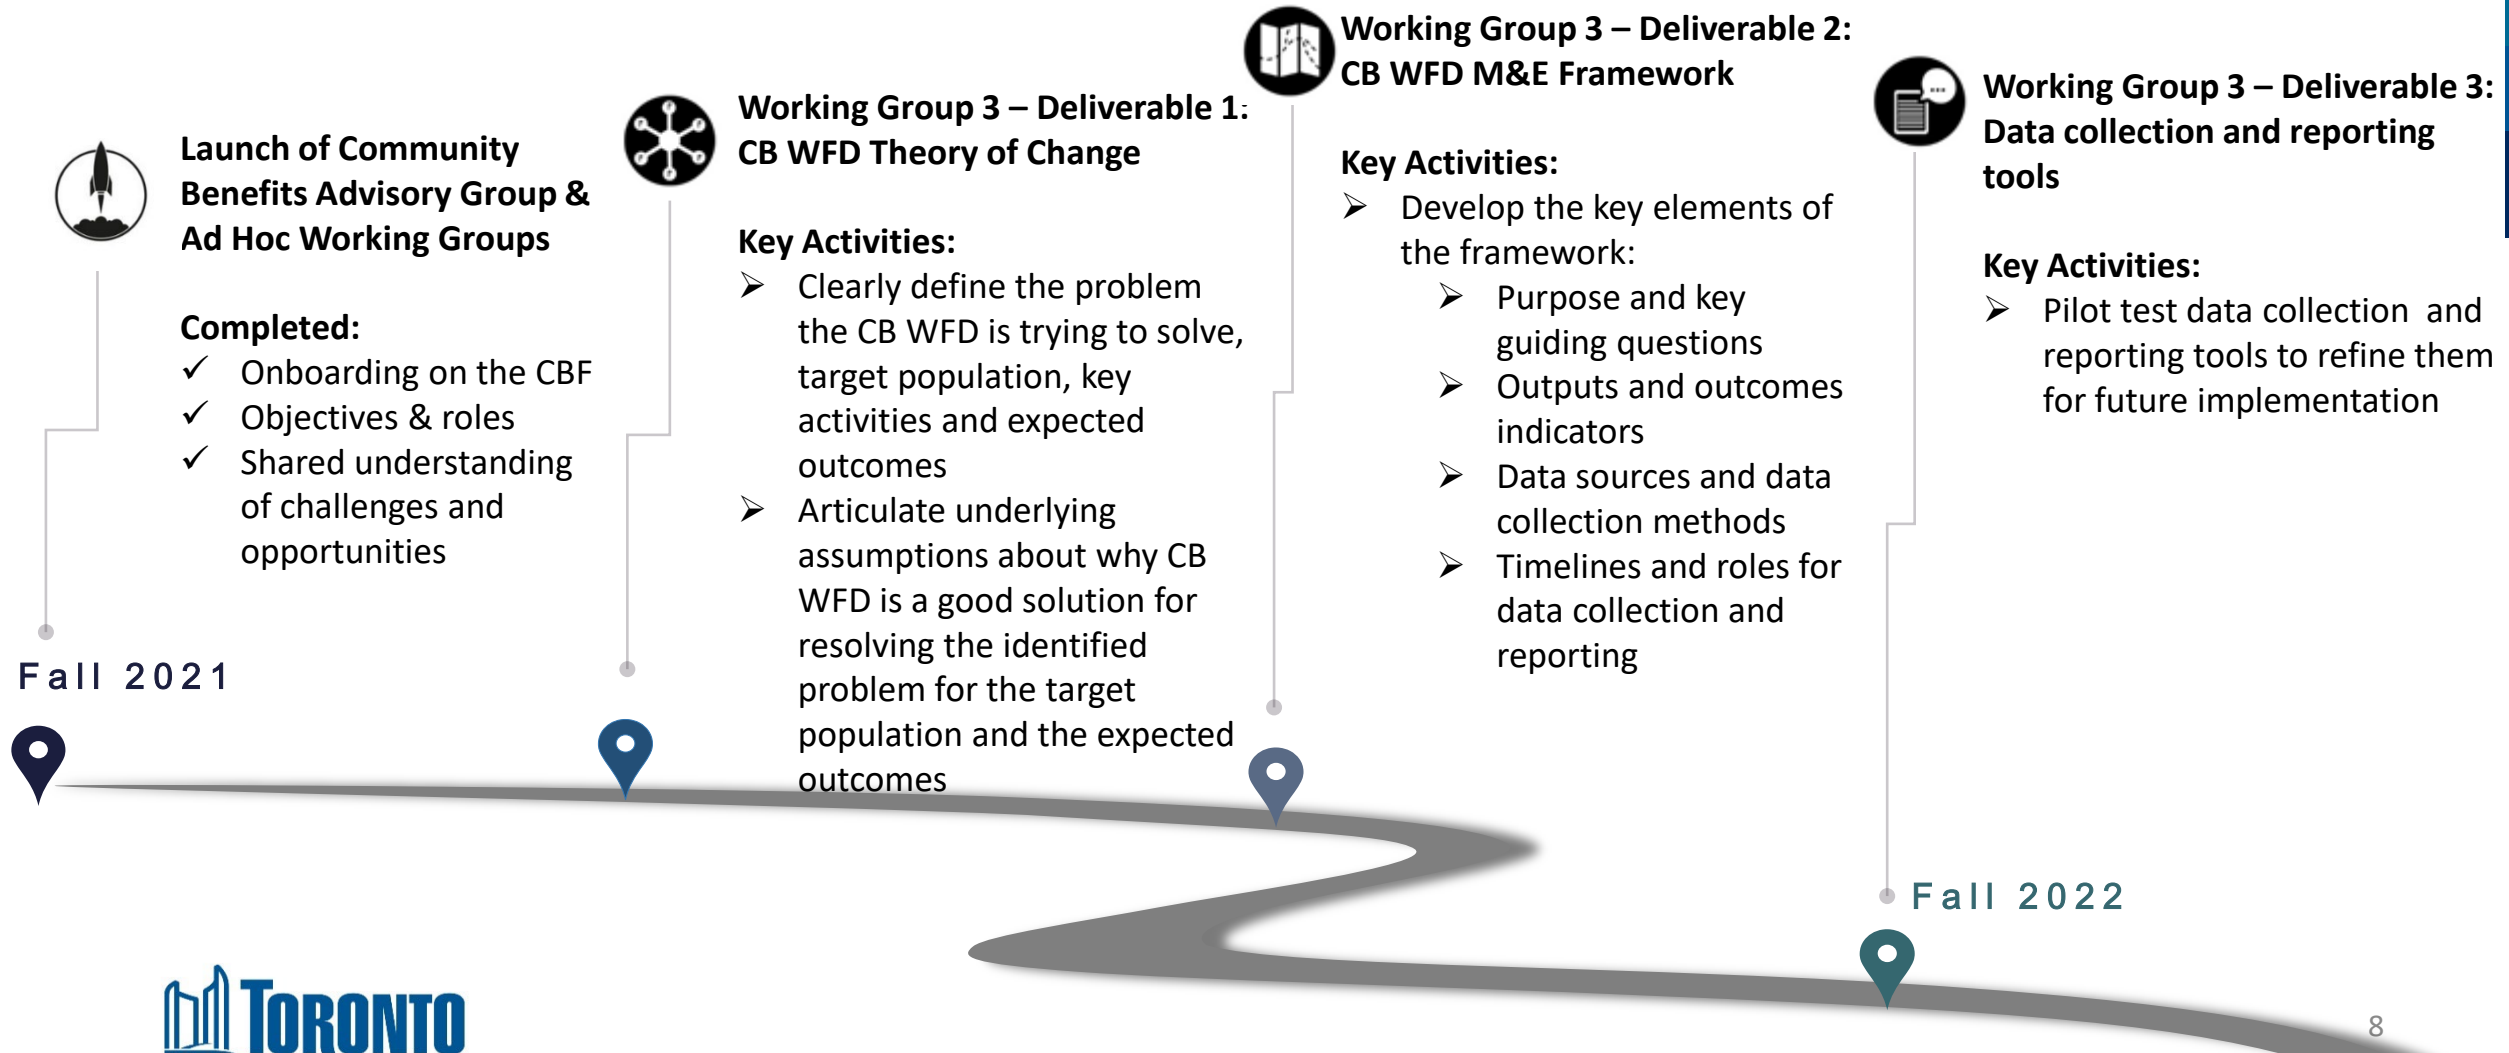 Launch of Community
Benefits Advisory Group &
Ad Hoc Working Groups
Completed:
✓ Onboarding on the CBF
✓ Objectives & roles
✓ Shared understanding
of challenges and
opportunities
Fall 2021
Working Group 3 – Deliverable 1:
CB WFD Theory of Change
Key Activities:
➢ Clearly define the problem
the CB WFD is trying to solve,
target population, key
activities and expected
outcomes
➢ Articulate underlying
assumptions about why CB
WFD is a good solution for
resolving the identified
problem for the target
population and the expected
outcomes
Working Group 3 – Deliverable 2:
CB WFD M&E Framework
Key Activities:
➢ Develop the key elements of
the framework:
➢ Purpose and key
guiding questions
➢ Outputs and outcomes
indicators
➢ Data sources and data
collection methods
➢ Timelines and roles for
data collection and
reporting
Working Group 3 – Deliverable 3:
Data collection and reporting
tools
Key Activities:
➢ Pilot test data collection  and
reporting tools to refine them
for future implementation
Fall 2022
TORONTO
8